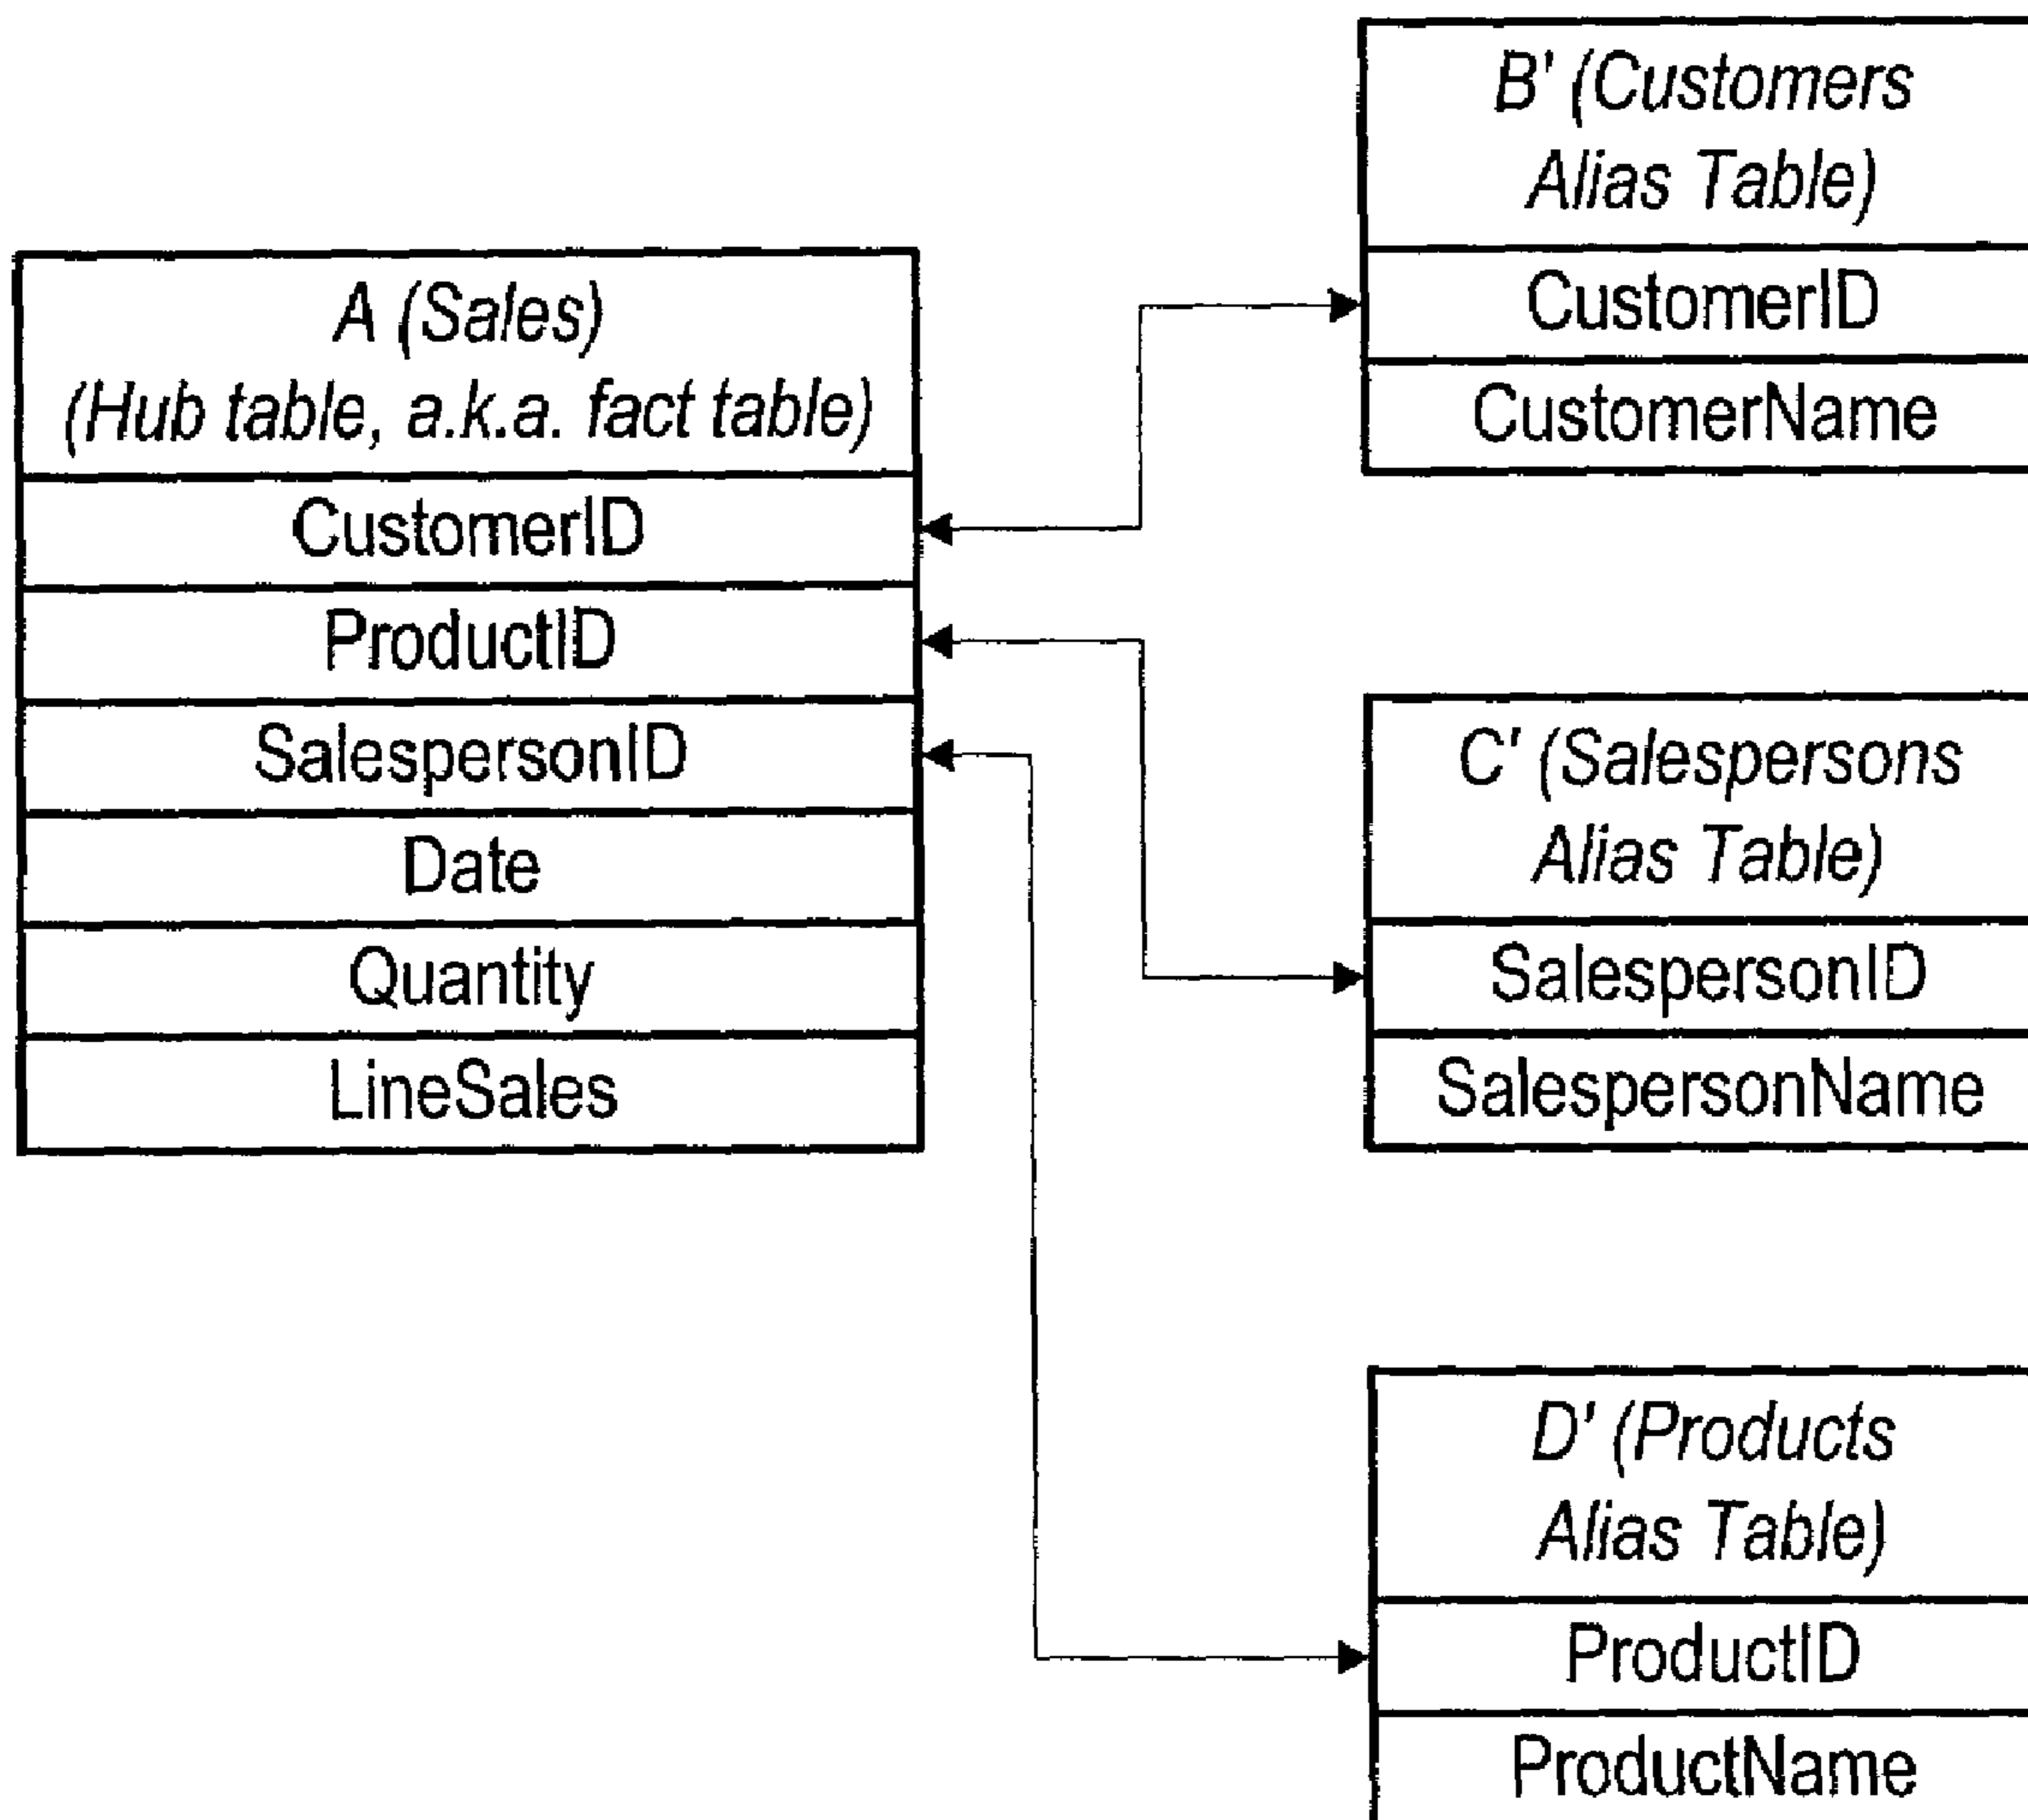 A (Sales)
(Hub table, a.k.a. fact table)
CustomerID
ProductID
SalespersonID
Date
Quantity
LineSales
B' (Customers
Alias Table)
CustomerID
CustomerName
C' (Salespersons
Alias Table)
SalespersonID
SalespersonName
D' (Products
Alias Table)
ProductID
ProductName